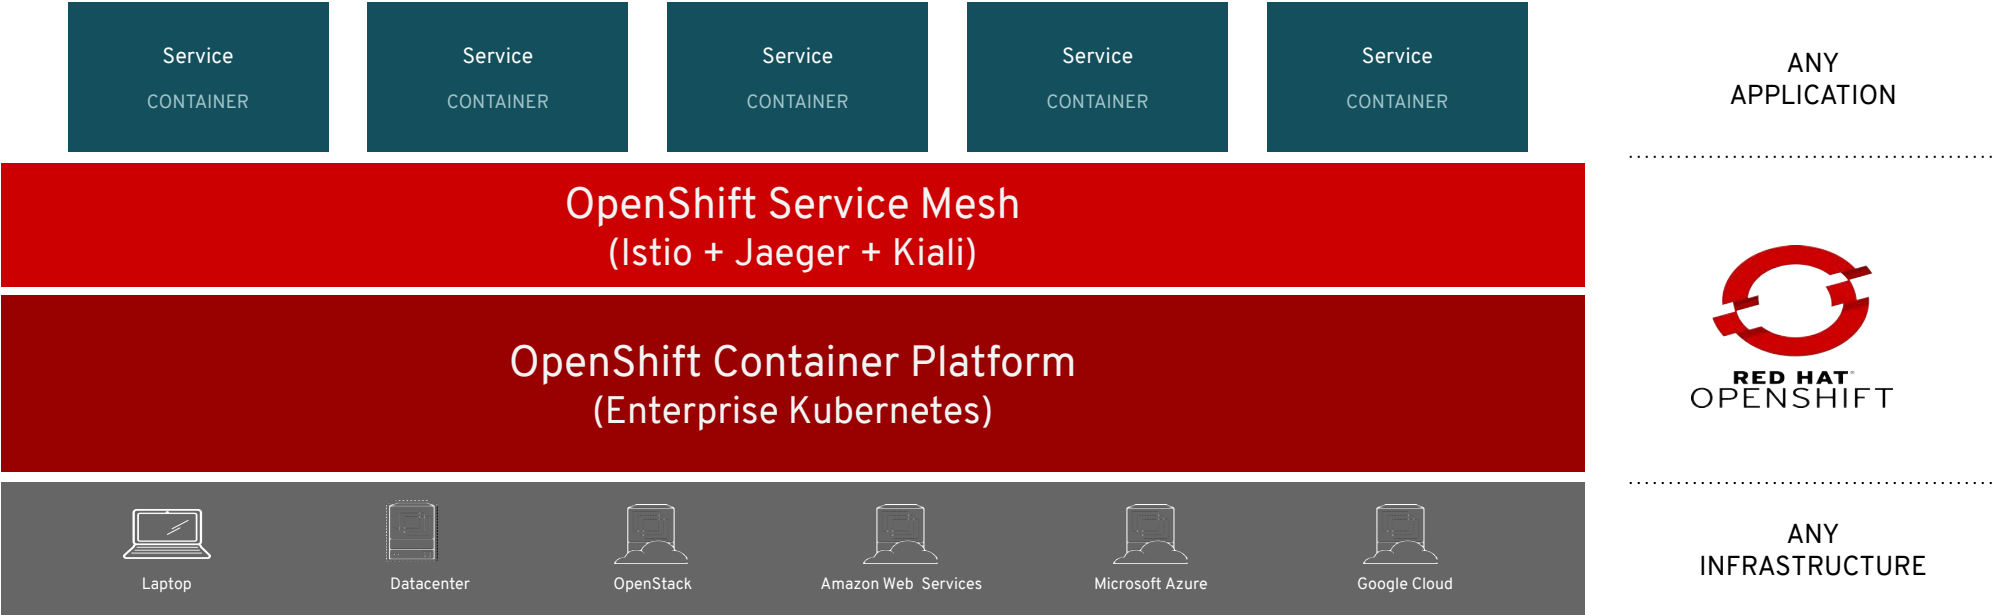 Service
CONTAINER
Service
CONTAINER
Service
CONTAINER
Service
CONTAINER
Service
CONTAINER
ANY
APPLICATION
OpenShift Service Mesh
(Istio + Jaeger + Kiali)
OpenShift Container Platform
(Enterprise Kubernetes)
RED HAT
OPENSHIFT
Laptop
Datacenter
OpenStack
Amazon Web Services
Microsoft Azure
Google Cloud
ANY
INFRASTRUCTURE